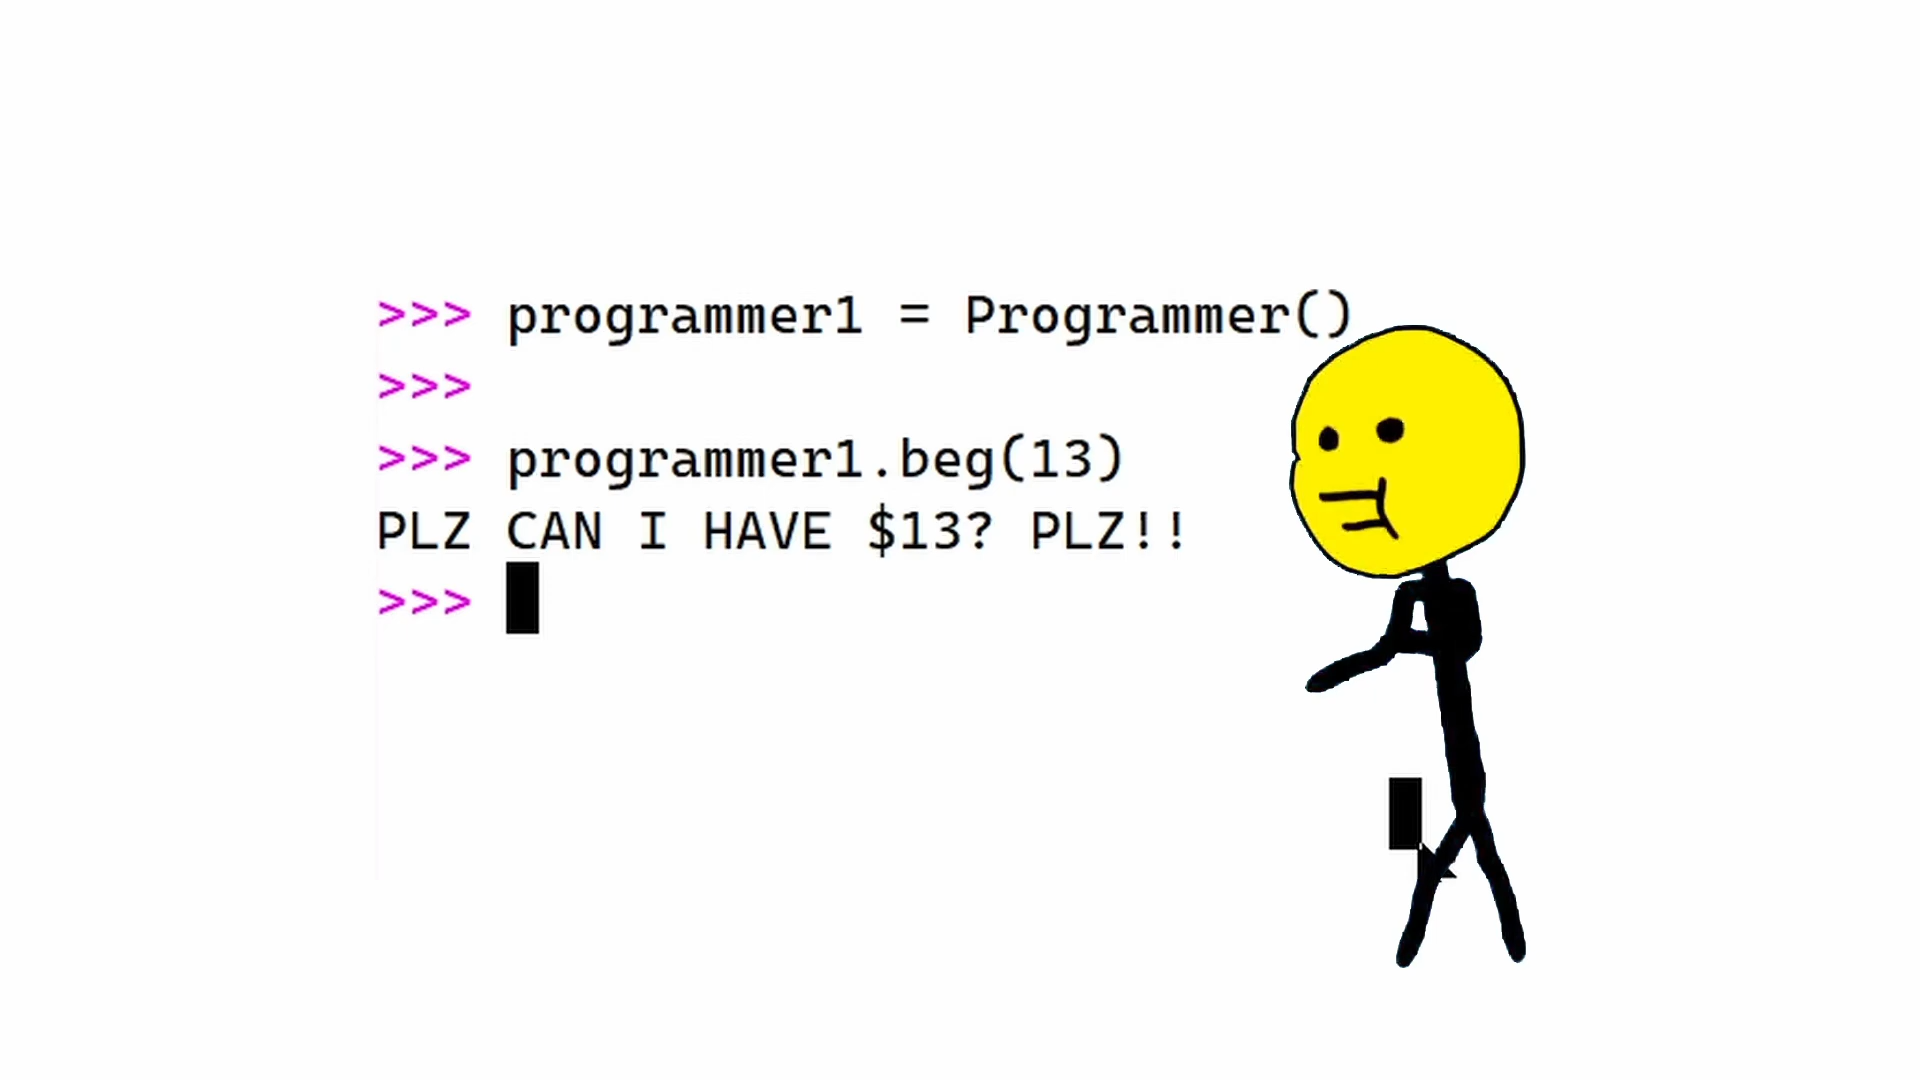 >>> programmer1 = Programmer()
>>>
>>> programmer1.beg(13)
PLZ CAN I HAVE $13? PLZ!!
>>>